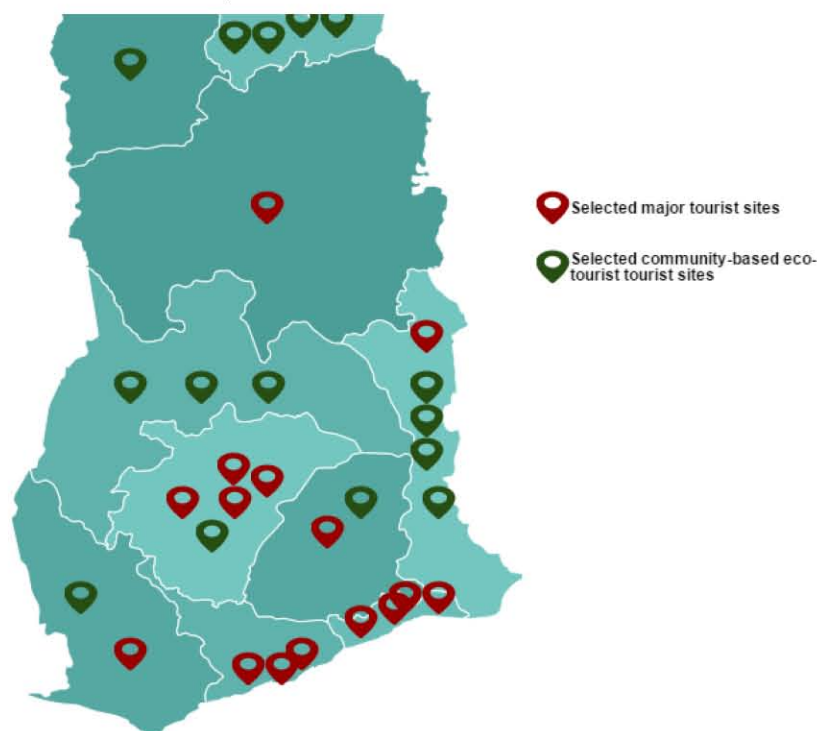 Selected major tourist sites
Selected community-based eco-
tourist tourist sites